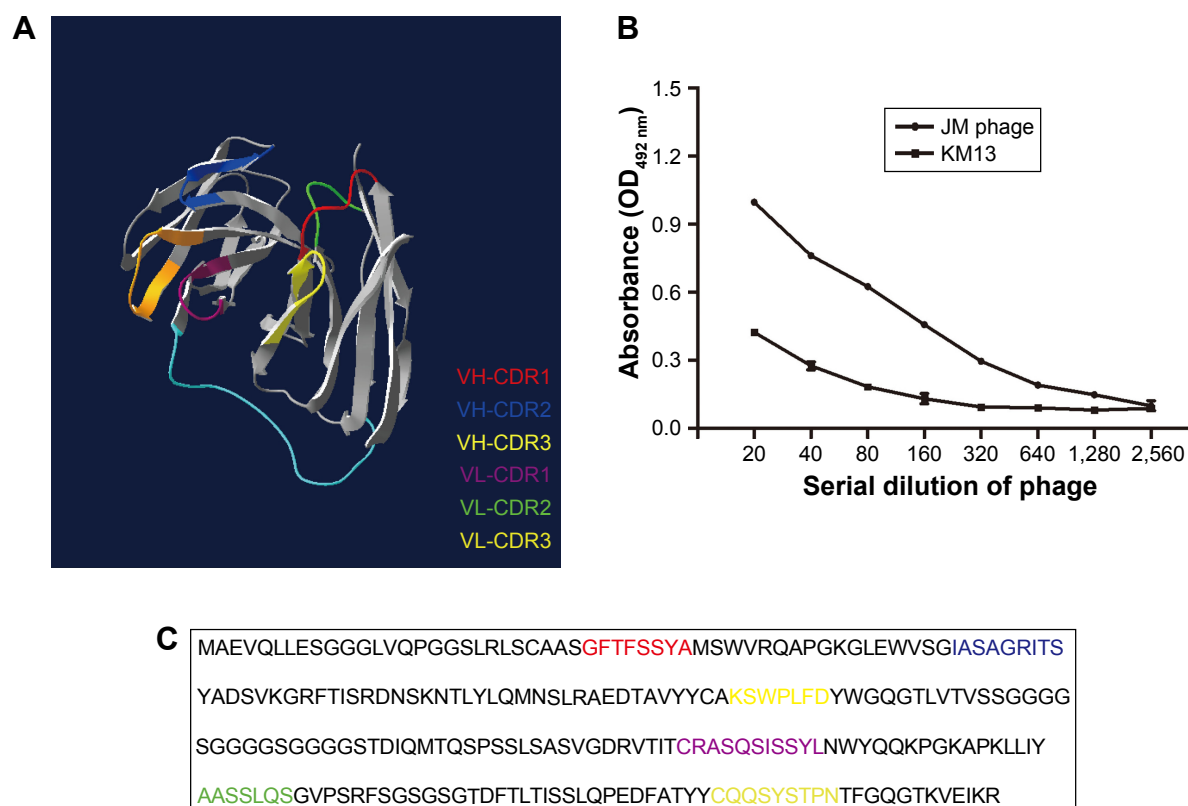 A
VH-CDR1
VH-CDR2
VH-CDR3
VL-CDR1
VL-CDR2
VL-CDR3
B
Absorbance (OD492 nm)
1.5
1.2
0.9
0.6
0.3
0.0
JM phage
KM13
20 40 80 160 320 640 1,280 2,560
Serial dilution of phage
C
MAEVQLLESGGGLVQPGGSLRLSCAASGFTFSSYAMSWVRQAPGKGLEWVSGIASAGRITS
YADSVKGRFTISRDNSKNTLYLQMNSLRAEDTAVYYCAKSWPLFDYWGQGTLVTVSSGGGG
SGGGGSGGGGSTDIQMTQSPSSLSASVGDRVTITCRASQSISSYLNWYQQKPGKAPKLLIY
AASSLQSGVPSRFSGSGSGTDFTLTISSLQPEDFATYYCQQSYSTPNTFGQGTKVEIKR